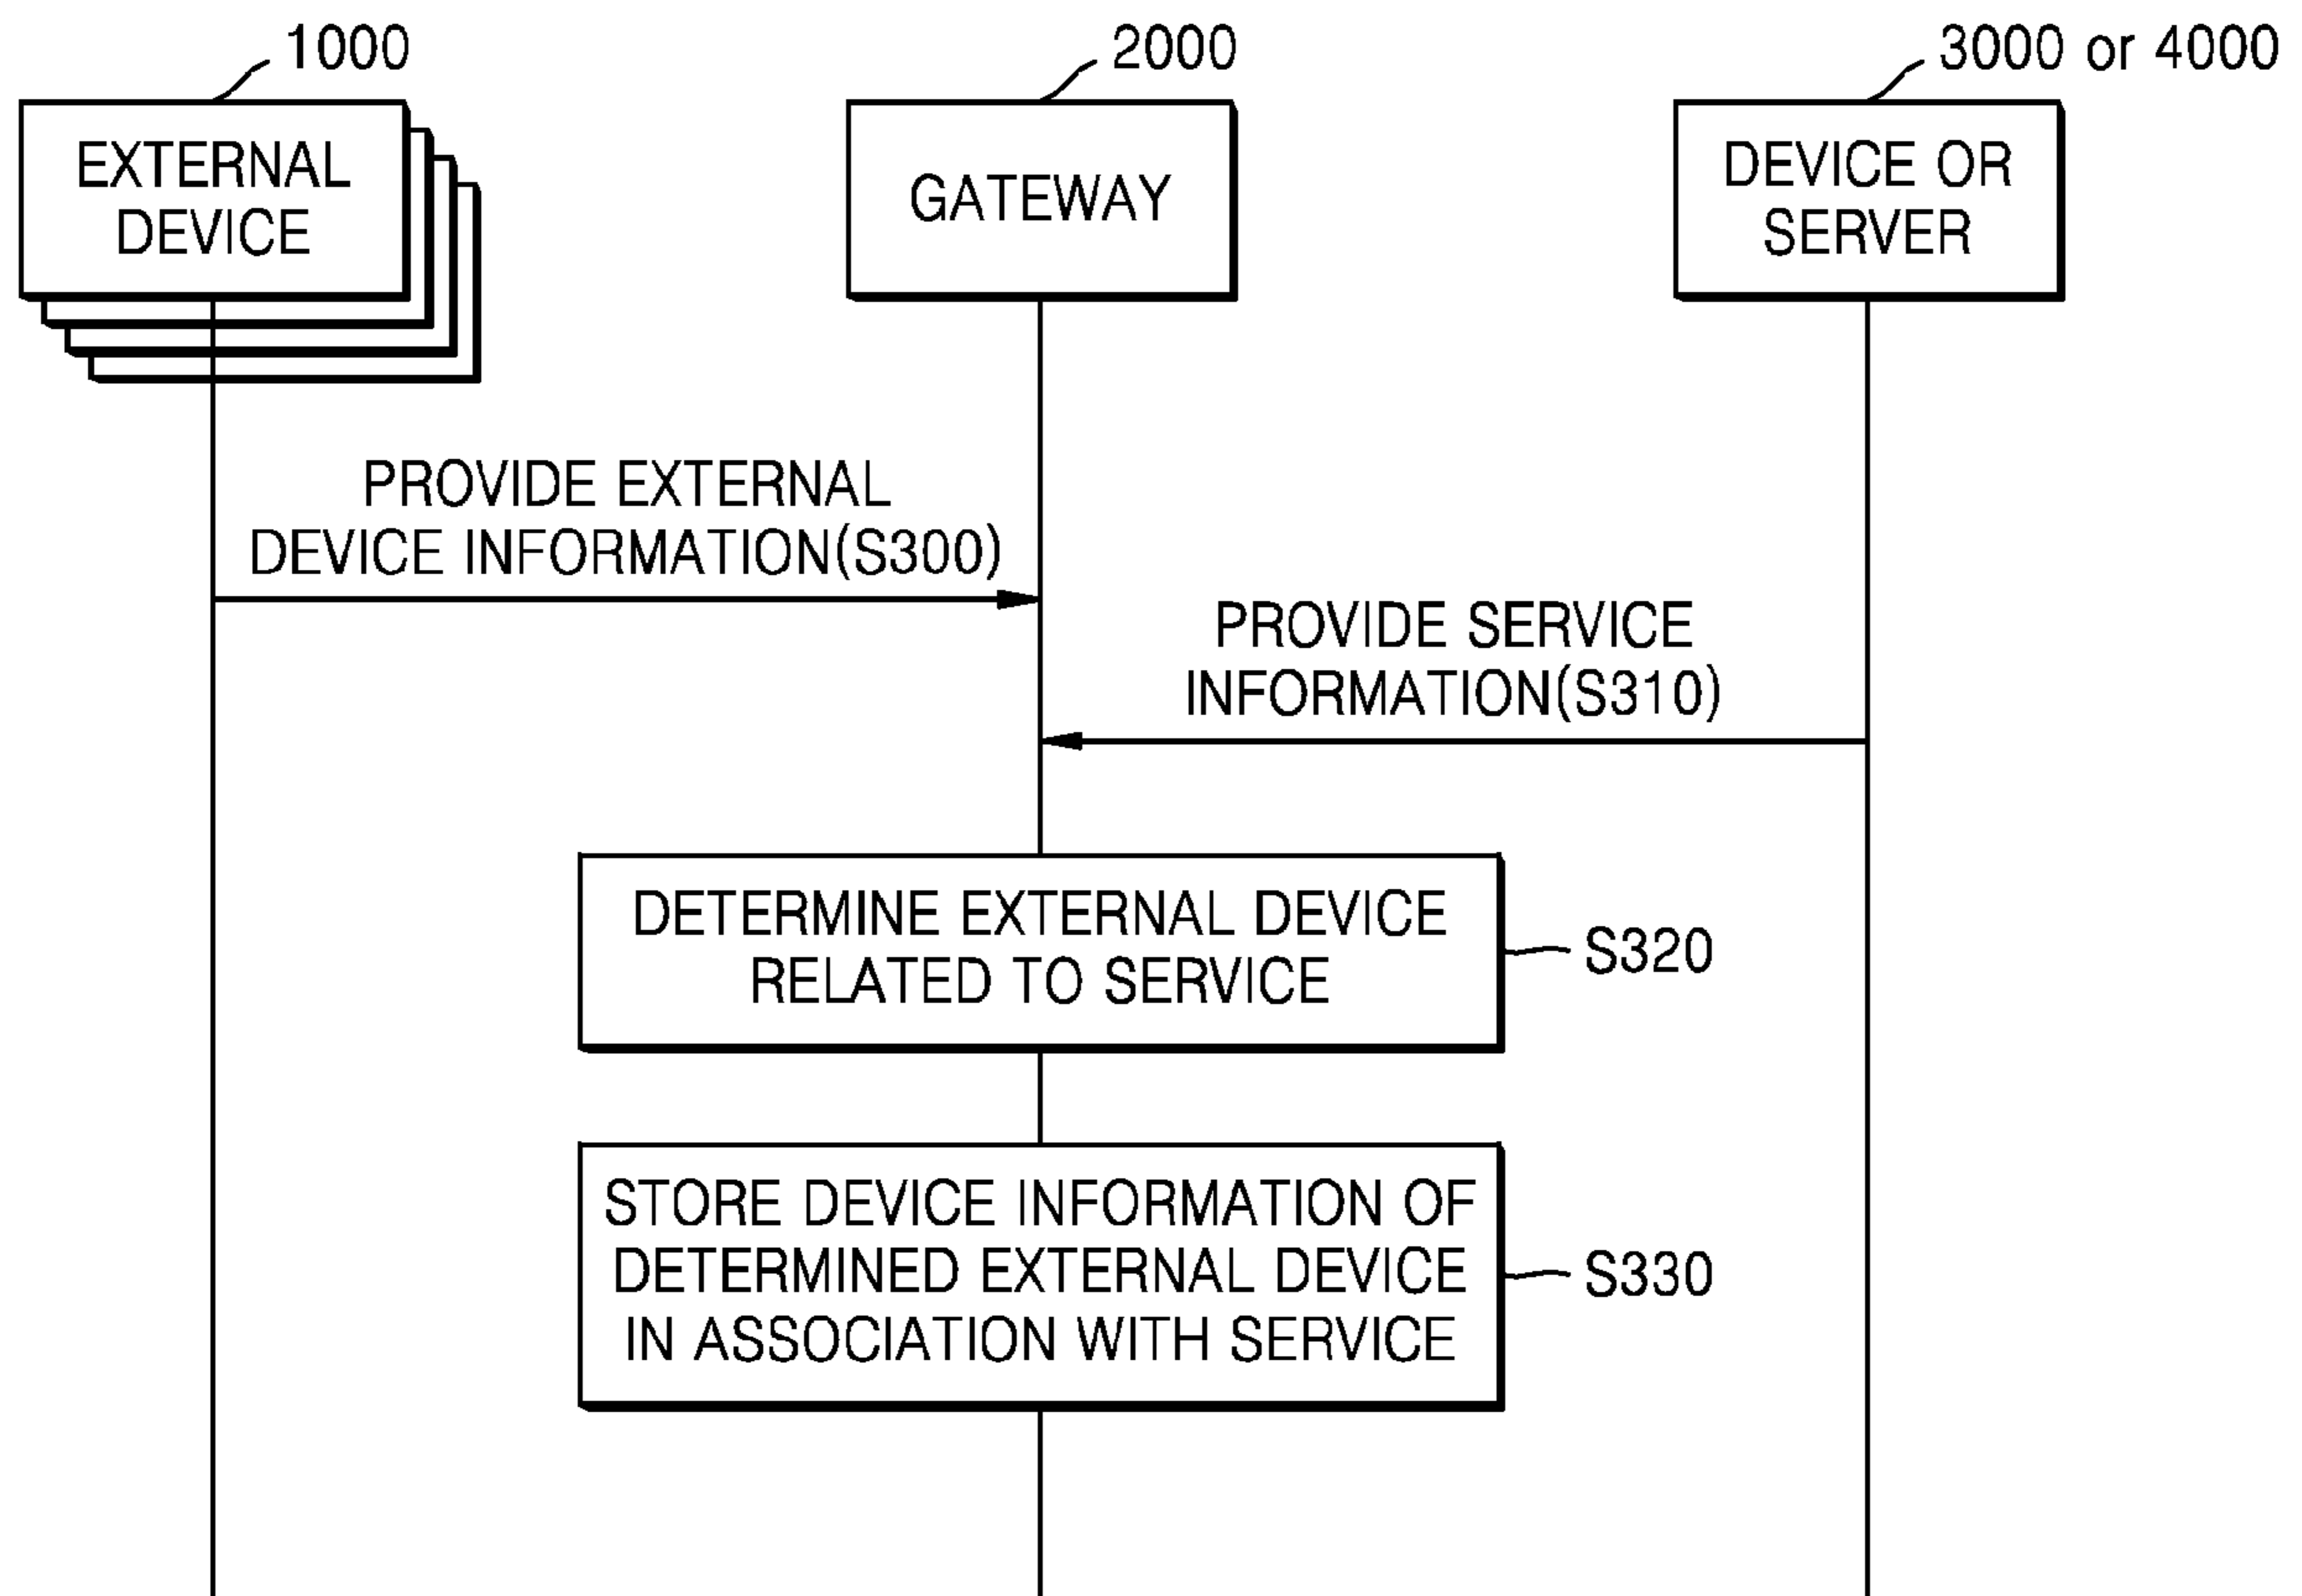 1000
2000
3000 or 4000
EXTERNAL
DEVICE
GATEWAY
DEVICE OR
SERVER
PROVIDE EXTERNAL
DEVICE INFORMATION(S300)
PROVIDE SERVICE
INFORMATION(S310)
DETERMINE EXTERNAL DEVICE
RELATED TO SERVICE
S320
STORE DEVICE INFORMATION OF
DETERMINED EXTERNAL DEVICE
IN ASSOCIATION WITH SERVICE
S330